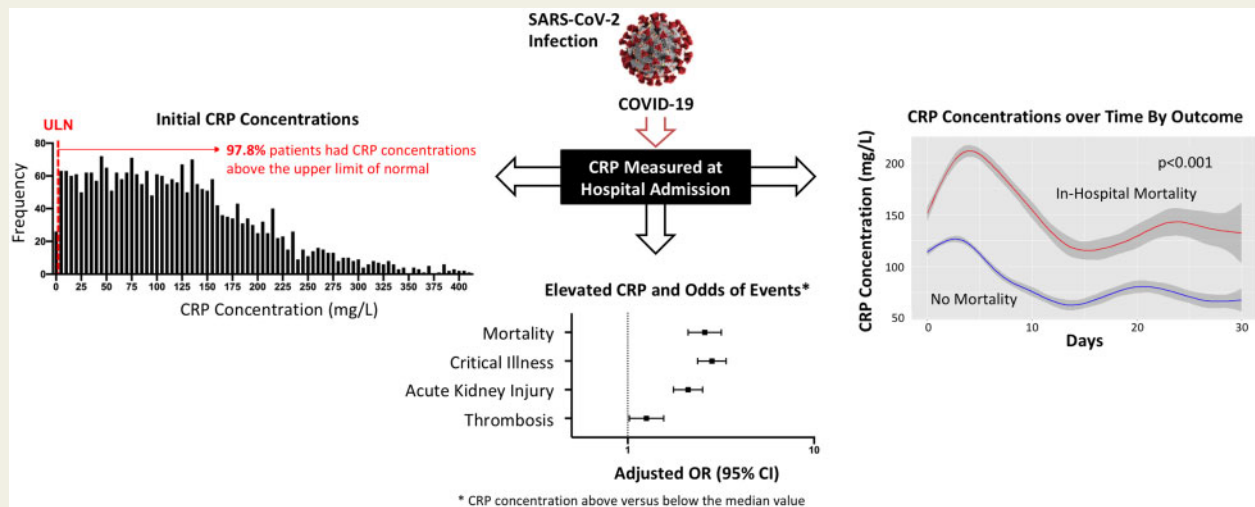 SARS-CoV-2
Infection
COVID-19
CRP Measured at
Hospital Admission
ULN
Initial CRP Concentrations
97.8% patients had CRP concentrations
above the upper limit of normal
Frequency
80
60
40
20
0
0 25 50 75 100 125 150 175 200 225 250 275 300 325 350 375 400
CRP Concentration (mg/L)
Elevated CRP and Odds of Events*
Mortality
Critical Illness
Acute Kidney Injury
Thrombosis
1 10
Adjusted OR (95% CI)
* CRP concentration above versus below the median value
CRP Concentrations over Time By Outcome
CRP Concentration (mg/L)
200
150
100
50
p<0.001
In-Hospital Mortality
No Mortality
0 10 20 30
Days